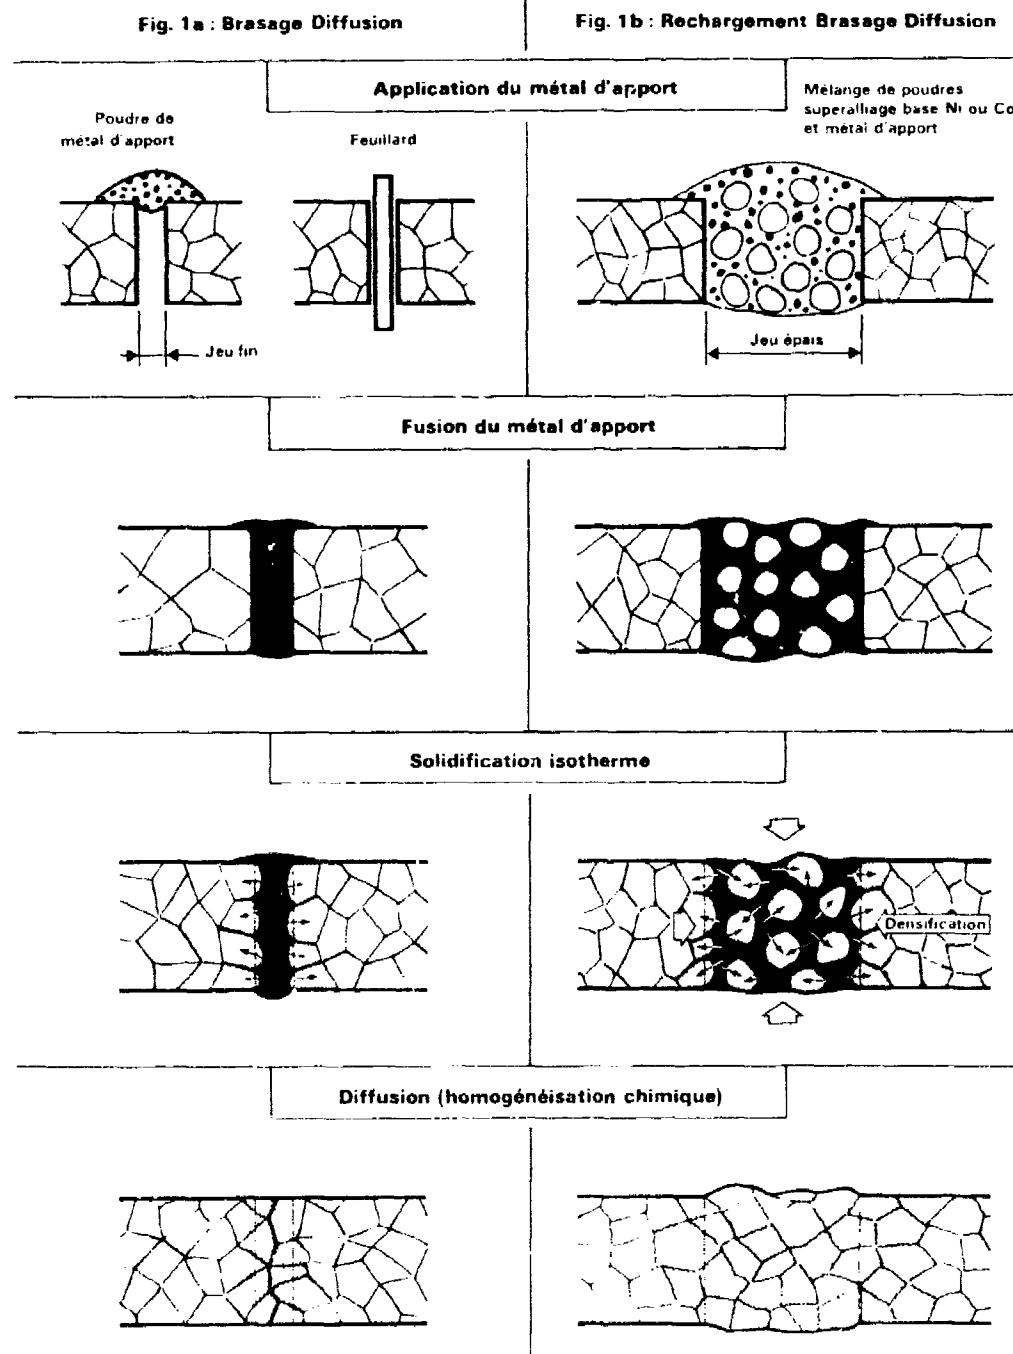 Fig. 1a : Brasage Diffusion
Fig. 1b : Rechargement Brasage Diffusion
Application du métal d'apport
Poudre de
métal d'apport
Feuillard
Mélange de poudres
superalliage base Ni ou Co
et métal d'apport
Jeu fin
Jeu épais
Fusion du métal d'apport
Solidification isotherme
Densification
Diffusion (homogénéisation chimique)